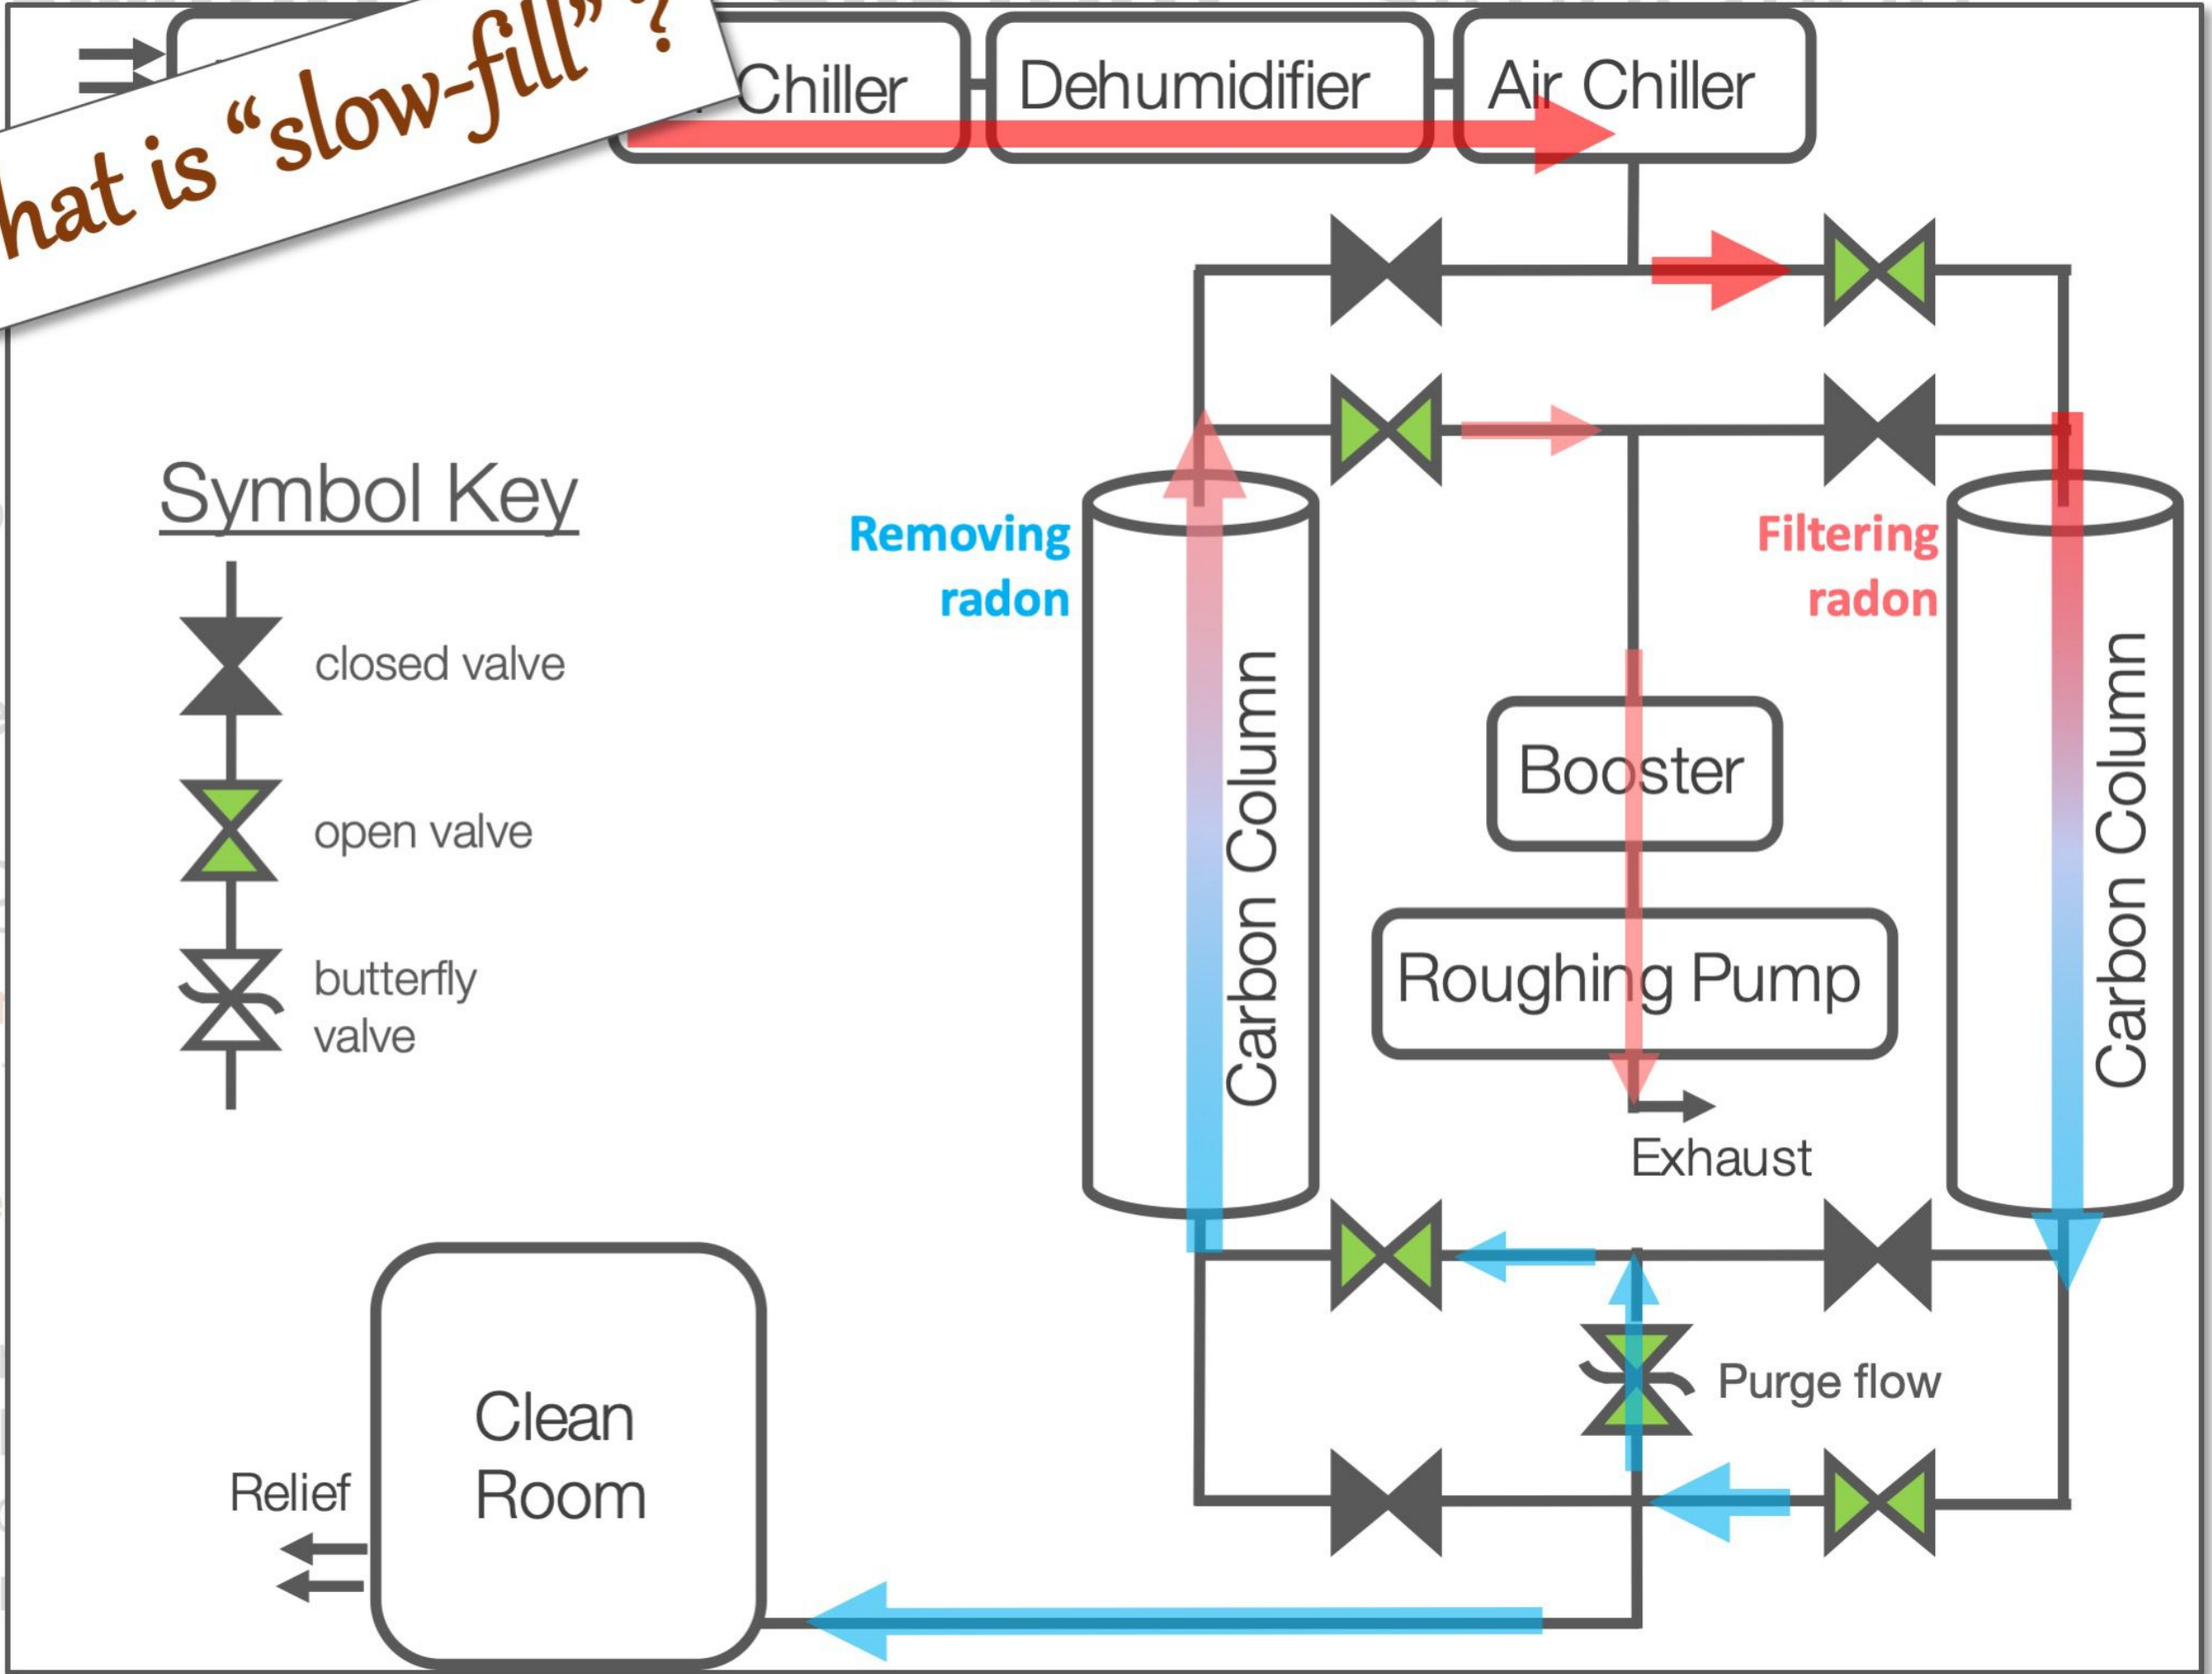 hat is “slow-fill” ?
Chiller
Dehumidifier
Air Chiller
Symbol Key
closed valve
open valve
butterfly
valve
Removing
radon
Filtering
radon
Carbon Column
Booster
Roughing Pump
Exhaust
Carbon Column
Purge flow
Clean
Room
Relief